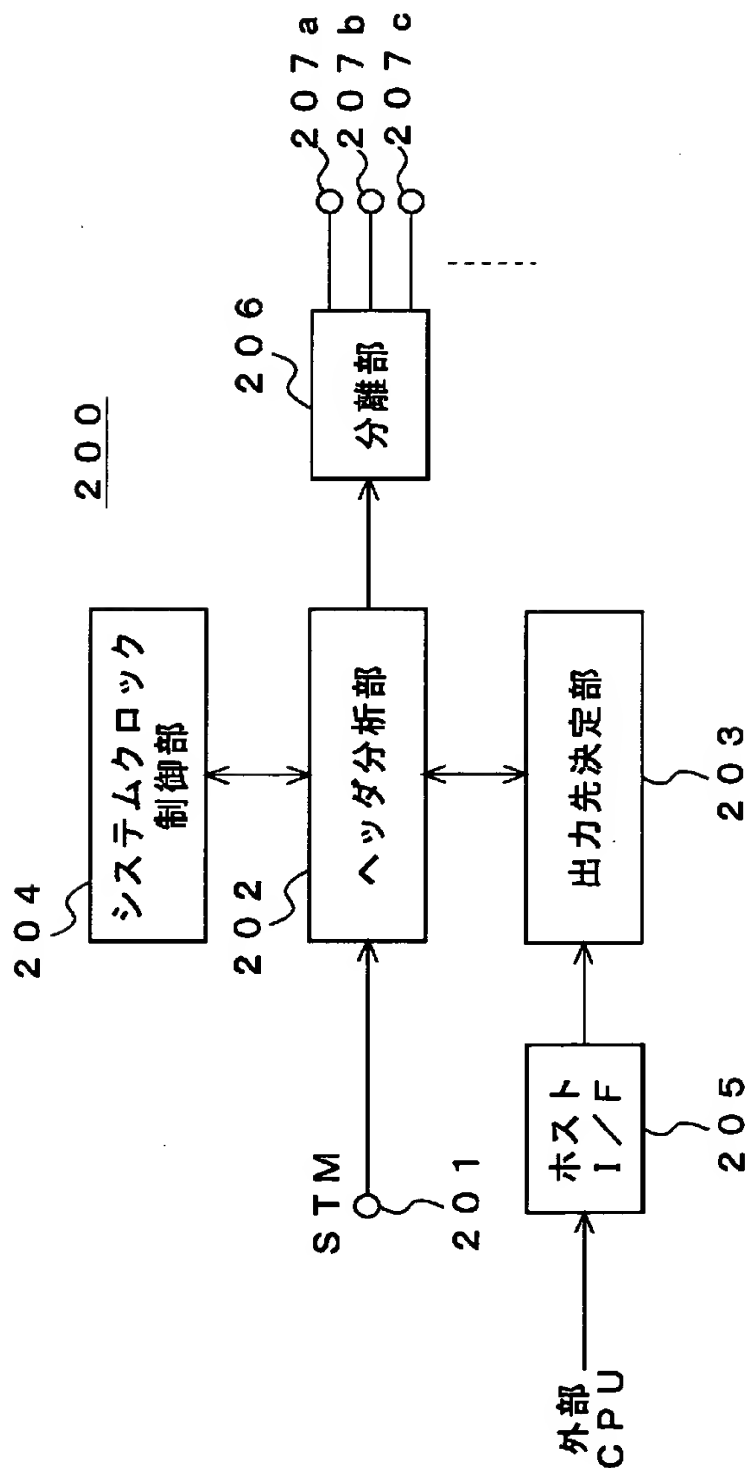 ２００
２０４
システムクロック
制御部
２０６
２０７ａ
２０７ｂ
２０７ｃ
ＳＴＭ
２０１
２０２
ヘッダ分析部
分離部
外部
ＣＰＵ
ホスト
Ｉ／Ｆ
２０５
出力先決定部
２０３